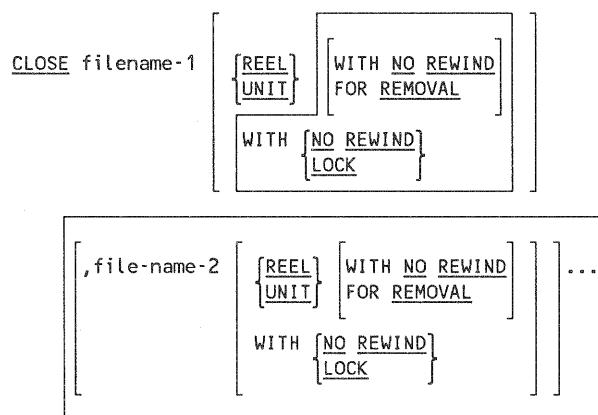 CLOSE filename-1 REEL WITH NO REWIND
UNIT FOR REMOVAL
WITH NO REWIND
LOCK
,file-name-2 REEL WITH NO REWIND ...
UNIT FOR REMOVAL
WITH NO REWIND
LOCK